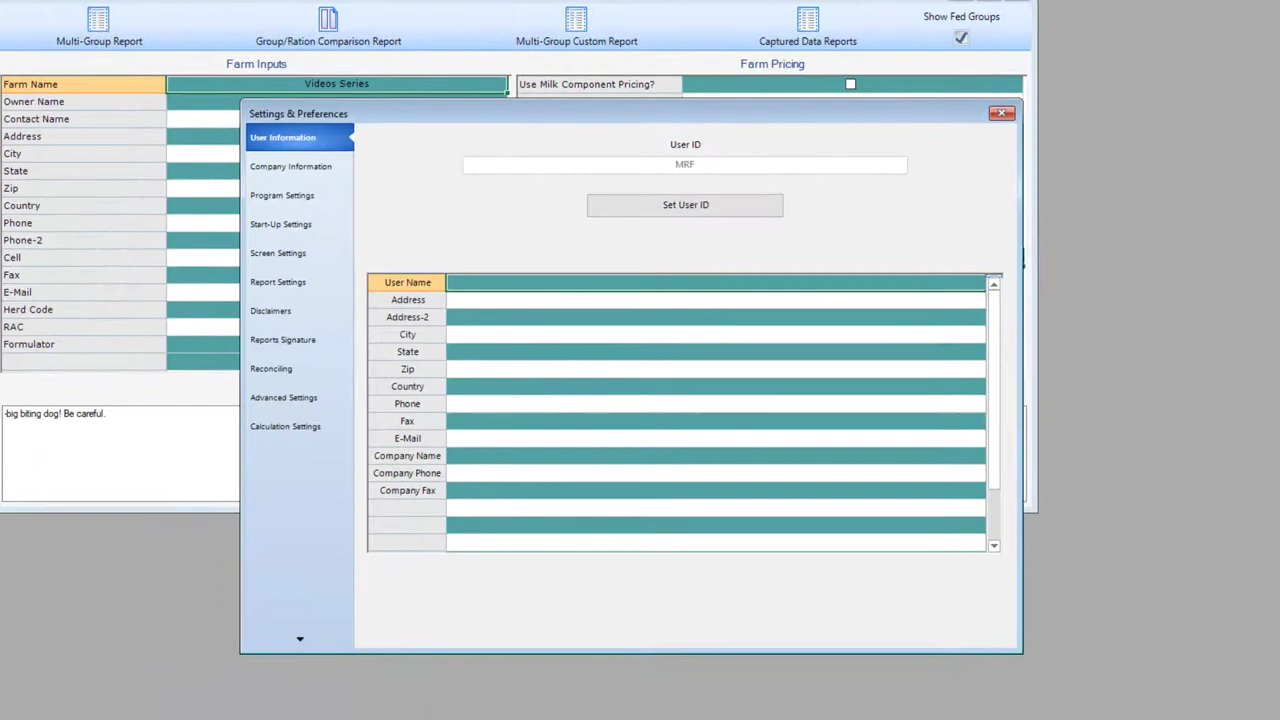 Show Fed Groups
Multi-Group Report
Group/Ration Comparison Report
Multi-Group Custom Report
Captured Data Reports
Farm Inputs
Farm Pricing
Farm Name
Videos Series
Use Milk Component Pricing?
Owner Name
Contact Name
Address
City
State
Zip
Country
Phone
Phone-2
Cell
Fax
E-Mail
Herd Code
RAC
Formulator
-big biting dog! Be careful.
Settings & Preferences
User Information
Company Information
Program Settings
Start-Up Settings
Screen Settings
Report Settings
Disclaimers
Reports Signature
Reconciling
Advanced Settings
Calculation Settings
User ID
MRF
Set User ID
User Name
Address
Address-2
City
State
Zip
Country
Phone
Fax
E-Mail
Company Name
Company Phone
Company Fax